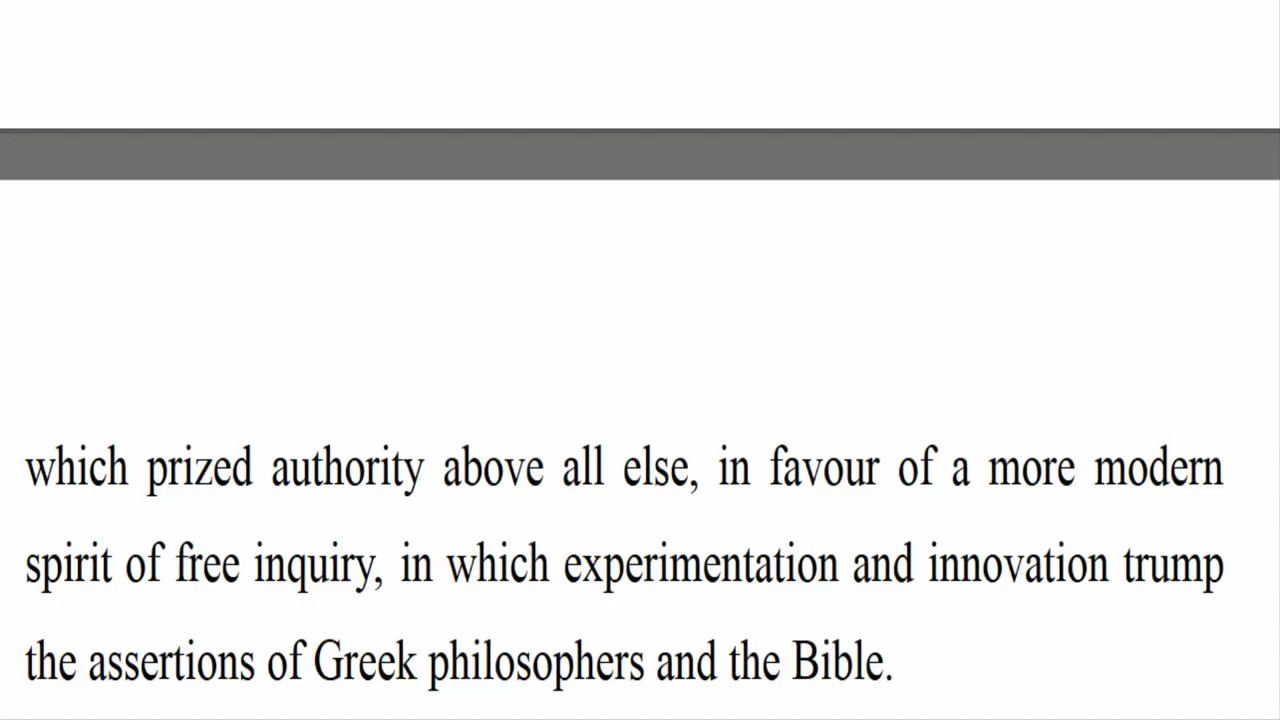 which prized authority above all else, in favour of a more modern
spirit of free inquiry, in which experimentation and innovation trump
the assertions of Greek philosophers and the Bible.